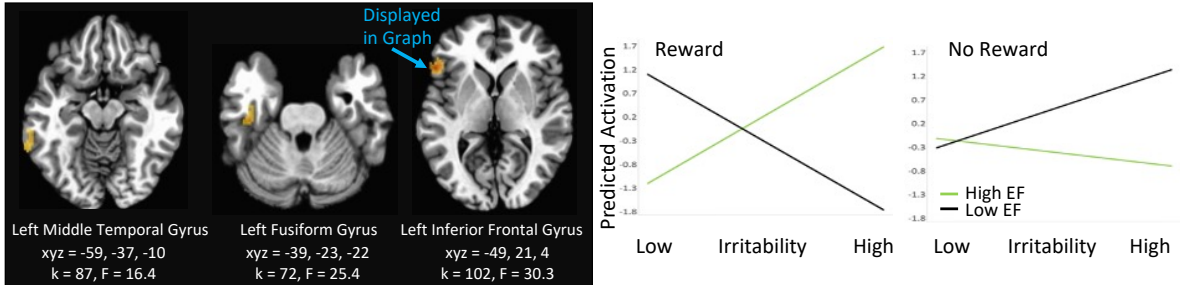 Displayed
in Graph
Left Middle Temporal Gyrus
xyz = -59, -37, -10
k = 87, F = 16.4
Left Fusiform Gyrus
xyz = -39, -23, -22
k = 72, F = 25.4
Left Inferior Frontal Gyrus
xyz = -49, 21, 4
k = 102, F = 30.3
Predicted Activation
Reward
1.7
1.2
0.7
0.2
-0.3
-0.8
-1.3
-1.8
Low Irritability High
No Reward
1.7
1.2
0.7
0.2
-0.3
-0.8
-1.3
-1.8
High EF
Low EF
Low Irritability High